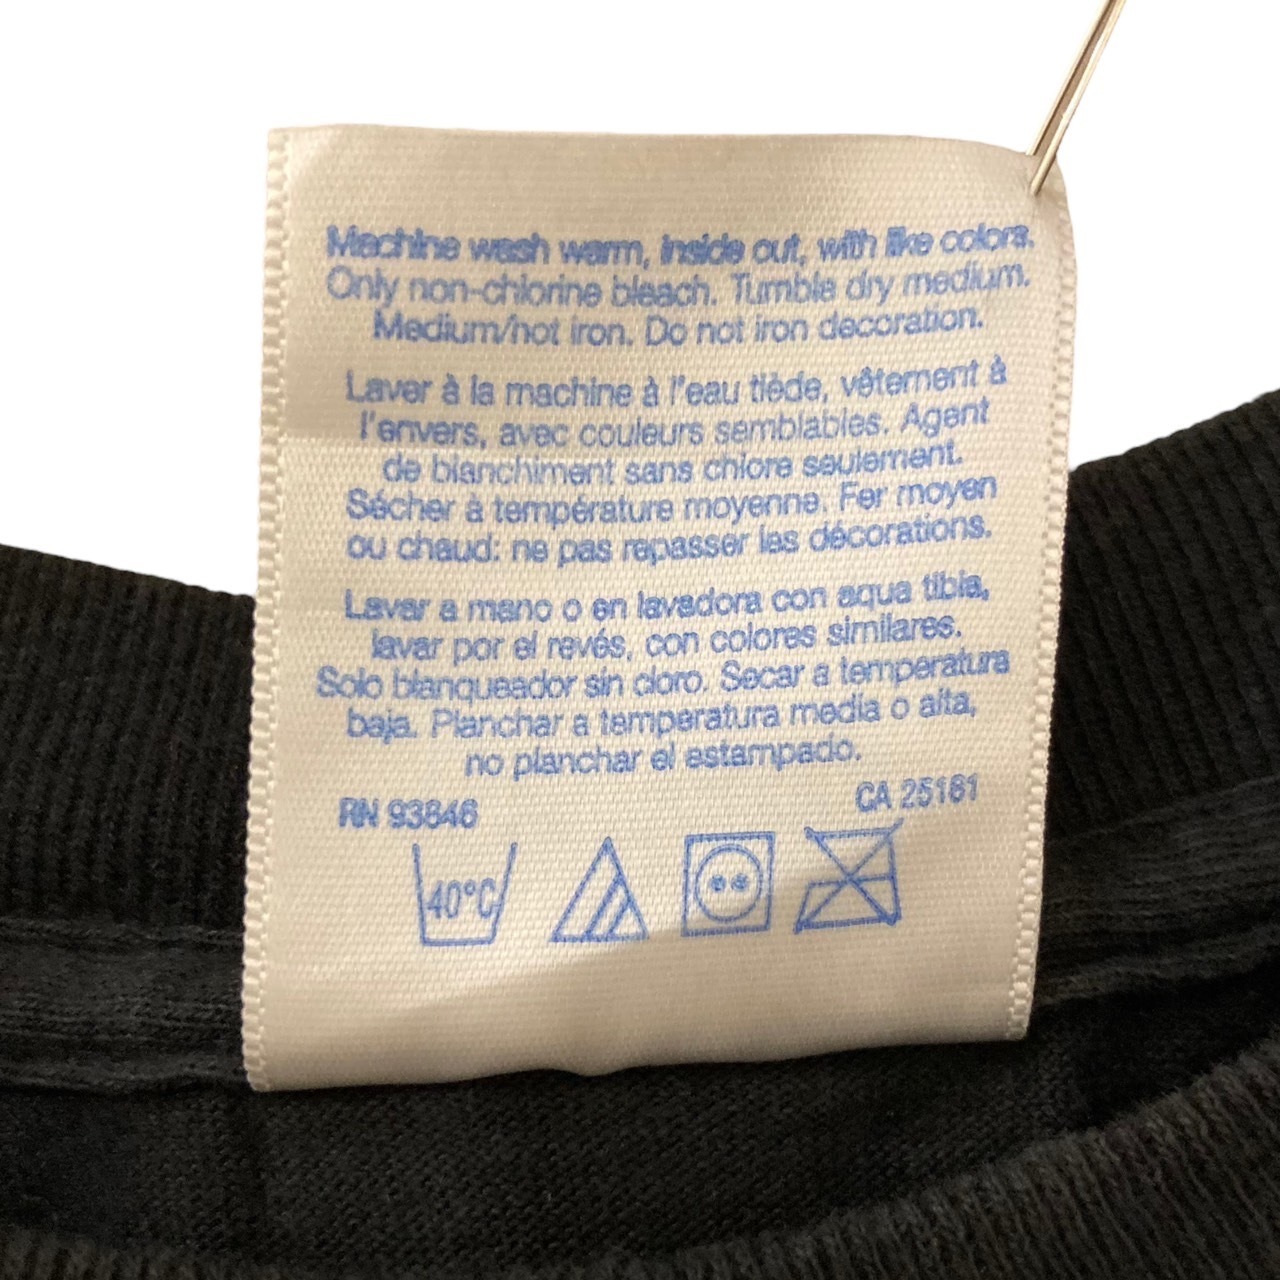 Machine wash warm, inside out, with like colors.
Only non-chlorine bleach. Tumble dry medium.
Medium/hot iron. Do not iron decoration.
Laver à la machine à l'eau tiède, vêtement à
l'envers, avec couleurs semblables. Agent
de blanchiment sans chlore seulement.
Sécher à température moyenne. Fer moyen
ou chaud: ne pas repasser les décorations.
Lavar a mano o en lavadora con aqua tibia,
lavar por el revés, con colores similares.
Solo blanqueador sin cloro. Secar a temperatura
baja. Planchar a temperatura media o alta,
no planchar el estampado.
RN 93846 CA 25161
40°C